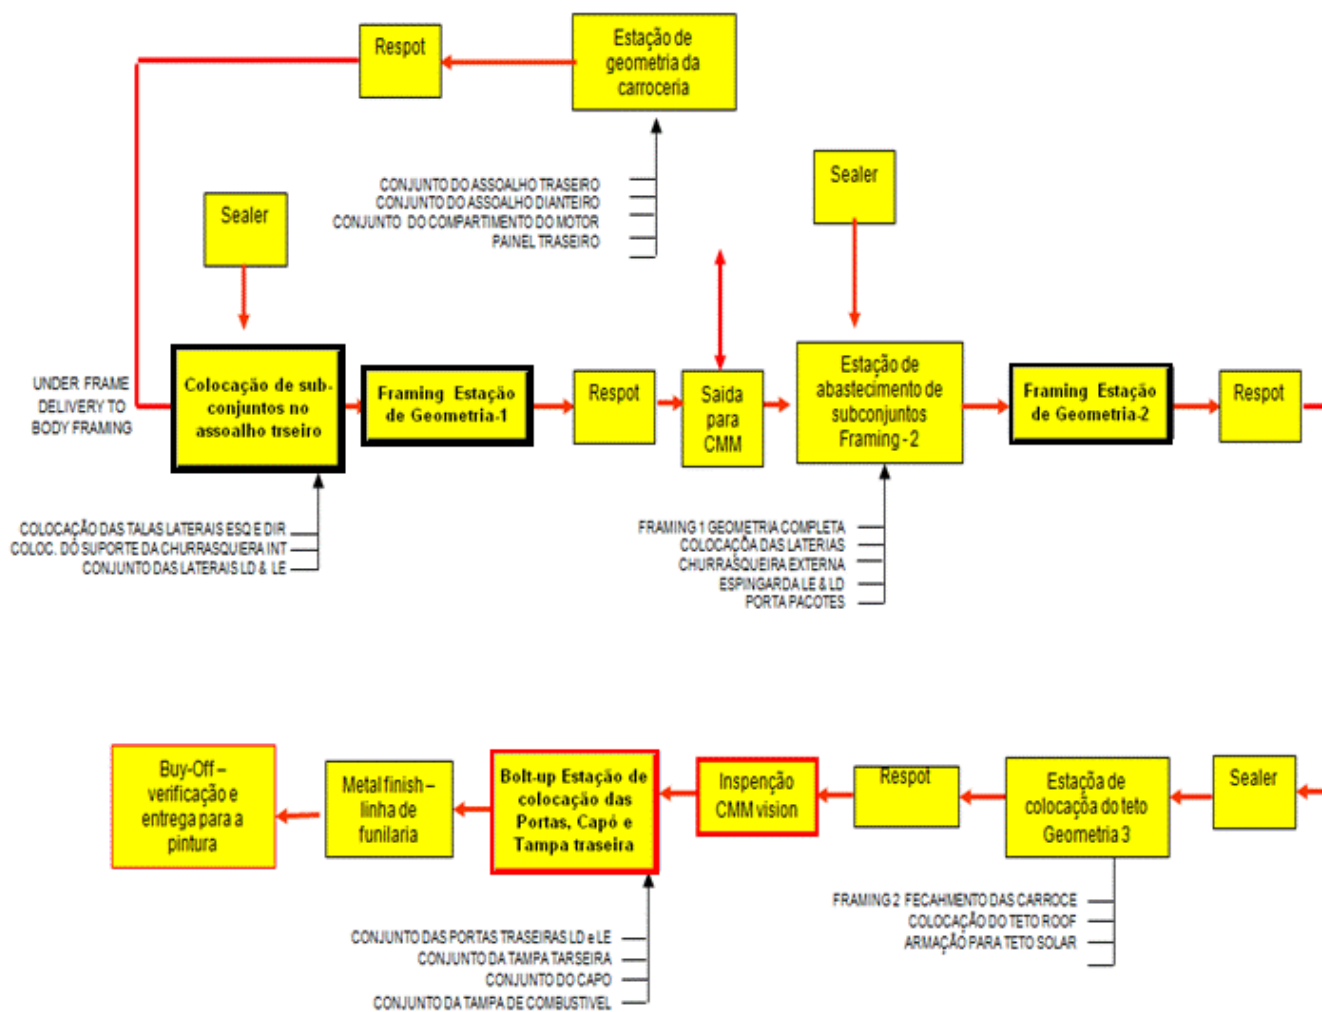 Respot
Estação de
geometria da
carroceria
CONJUNTO DO ASSOALHO TRASEIRO
CONJUNTO DO ASSOALHO DIANTEIRO
CONJUNTO DO COMPARTIMENTO DO MOTOR
PAINEL TRASEIRO
Sealer
Sealer
UNDER FRAME
DELIVERY TO
BODY FRAMING
Colocação de sub-
conjuntos no
assoalho trseiro
Framing Estação
de Geometria-1
Respot
Saida
para
CMM
Estação de
abastecimento de
subconjuntos
Framing - 2
Framing Estação
de Geometria-2
Respot
COLOCAÇÃO DAS TALAS LATERAIS ESQ E DIR
COLOC. DO SUPORTE DA CHURRASQUIERA INT
CONJUNTO DAS LATERAIS LD & LE
FRAMING 1 GEOMETRIA COMPLETA
COLOCAÇÕA DAS LATERIAS
CHURRASQUEIRA EXTERNA
ESPINGARDA LE & LD
PORTA PACOTES
Buy-Off –
verificação e
entrega para a
pintura
Metal finish –
linha de
funilaria
Bolt-up Estação de
colocação das
Portas, Capó e
Tampa traseira
Inspenção
CMM vision
Respot
Estaçõa de
colocaçõa do teto
Geometria 3
Sealer
FRAMING 2 FECAHMENTO DAS CARROCE
COLOCAÇÃO DO TETO ROOF
ARMAÇÃO PARA TETO SOLAR
CONJUNTO DAS PORTAS TRASEIRAS LD e LE
CONJUNTO DA TAMPA TARSEIRA
CONJUNTO DO CAPO
CONJUNTO DA TAMPA DE COMBUSTIVEL